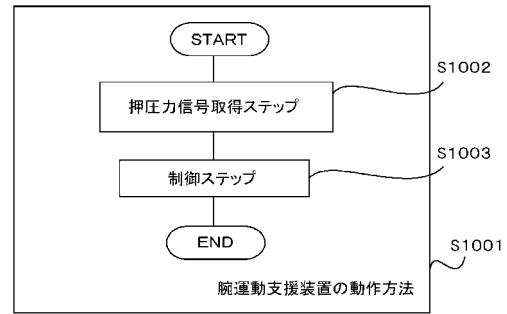 START
S1002
押圧力信号取得ステップ
S1003
制御ステップ
END
S1001
腕運動支援装置の動作方法